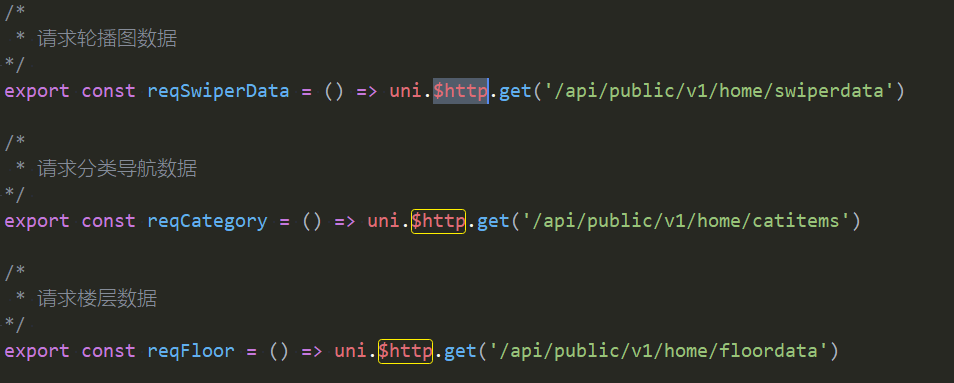 /*
 * 请求轮播图数据
*/
export const reqSwiperData = () => uni.$http.get('/api/public/v1/home/swiperdata')
/*
 * 请求分类导航数据
*/
export const reqCategory = () => uni.$http.get('/api/public/v1/home/catitems')
/*
 * 请求楼层数据
*/
export const reqFloor = () => uni.$http.get('/api/public/v1/home/floordata')